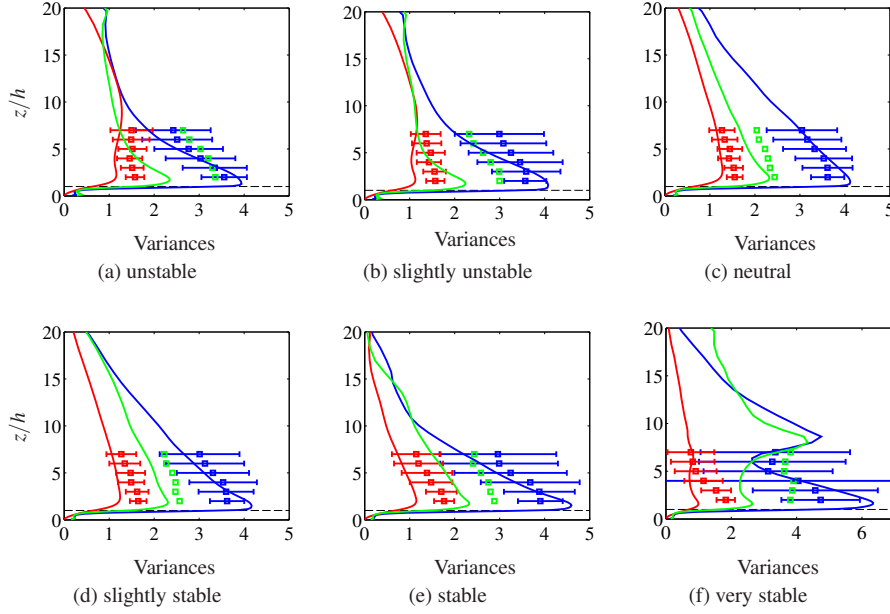 20
15
10
5
0
z/h
0 1 2 3 4 5
Variances
(a) unstable
20
15
10
5
0
0 1 2 3 4 5
Variances
(b) slightly unstable
20
15
10
5
0
0 1 2 3 4 5
Variances
(c) neutral
20
15
10
5
0
z/h
0 1 2 3 4 5
Variances
(d) slightly stable
20
15
10
5
0
0 1 2 3 4 5
Variances
(e) stable
20
15
10
5
0
0 2 4 6
Variances
(f) very stable